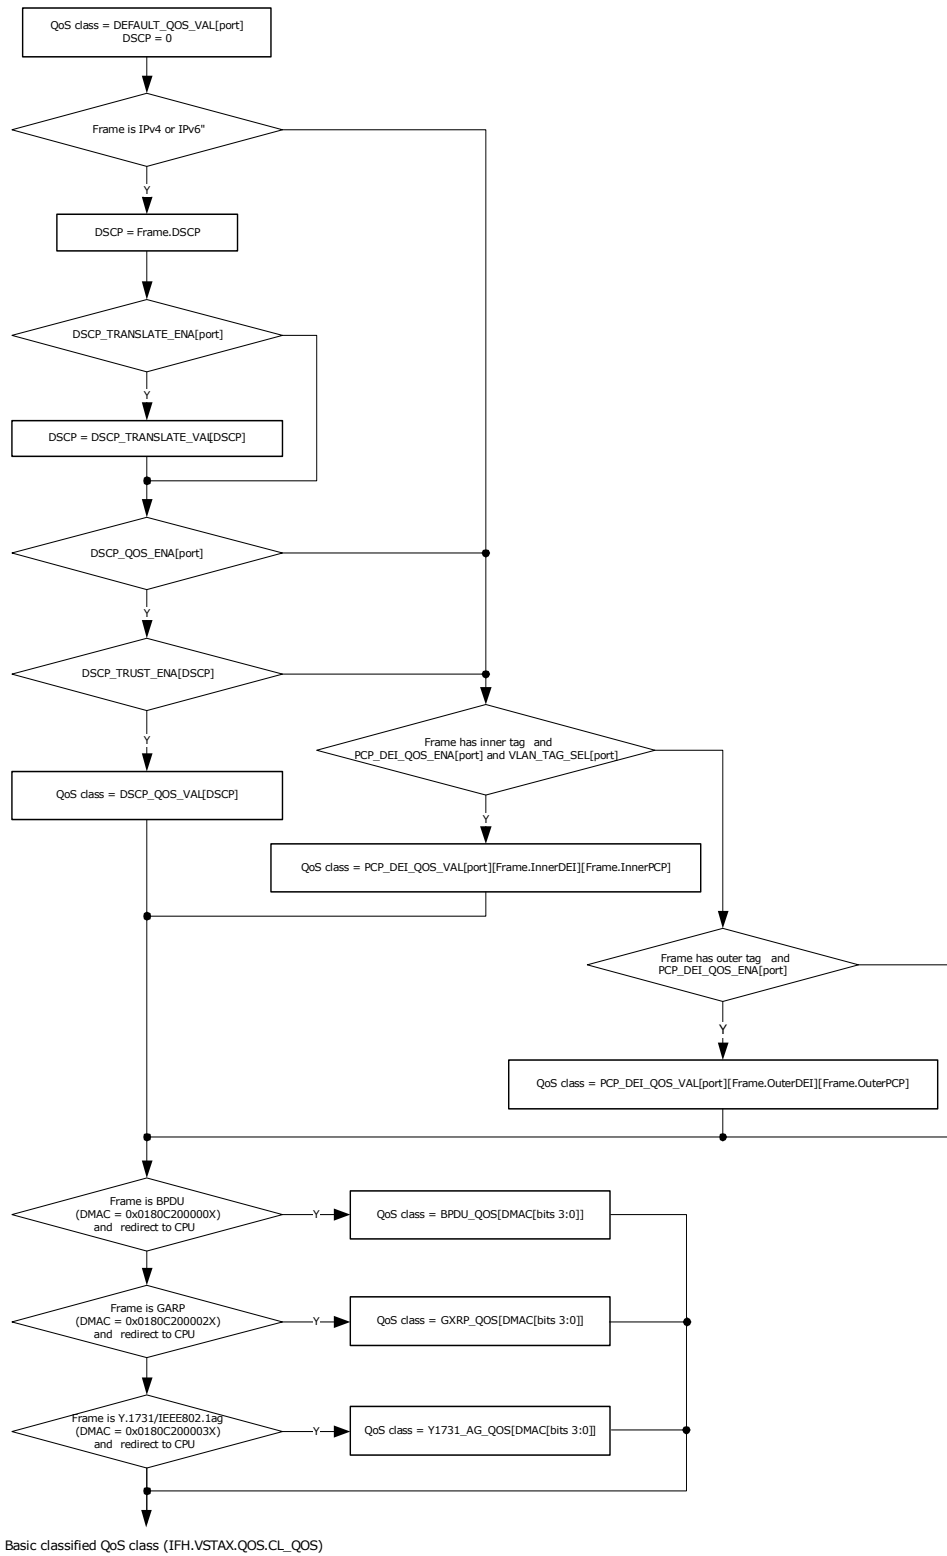 QoS class = DEFAULT_QOS_VAL[port]
DSCP = 0
Frame is IPv4 or IPv6"
Y
DSCP = Frame.DSCP
DSCP_TRANSLATE_ENA[port]
Y
DSCP = DSCP_TRANSLATE_VAL[DSCP]
DSCP_QOS_ENA[port]
Y
DSCP_TRUST_ENA[DSCP]
Y
Frame has inner tag and
PCP_DEI_QOS_ENA[port] and VLAN_TAG_SEL[port]
QoS class = DSCP_QOS_VAL[DSCP]
Y
QoS class = PCP_DEI_QOS_VAL[port][Frame.InnerDEI][Frame.InnerPCP]
Frame has outer tag and
PCP_DEI_QOS_ENA[port]
Y
QoS class = PCP_DEI_QOS_VAL[port][Frame.OuterDEI][Frame.OuterPCP]
Frame is BPDU
(DMAC = 0x0180C200000X)
and redirect to CPU
Y
QoS class = BPDU_QOS[DMAC[bits 3:0]]
Frame is GARP
(DMAC = 0x0180C200002X)
and redirect to CPU
Y
QoS class = GXRP_QOS[DMAC[bits 3:0]]
Frame is Y.1731/IEEE802.1ag
(DMAC = 0x0180C200003X)
and redirect to CPU
Y
QoS class = Y1731_AG_QOS[DMAC[bits 3:0]]
Basic classified QoS class (IFH.VSTAX.QOS.CL_QOS)